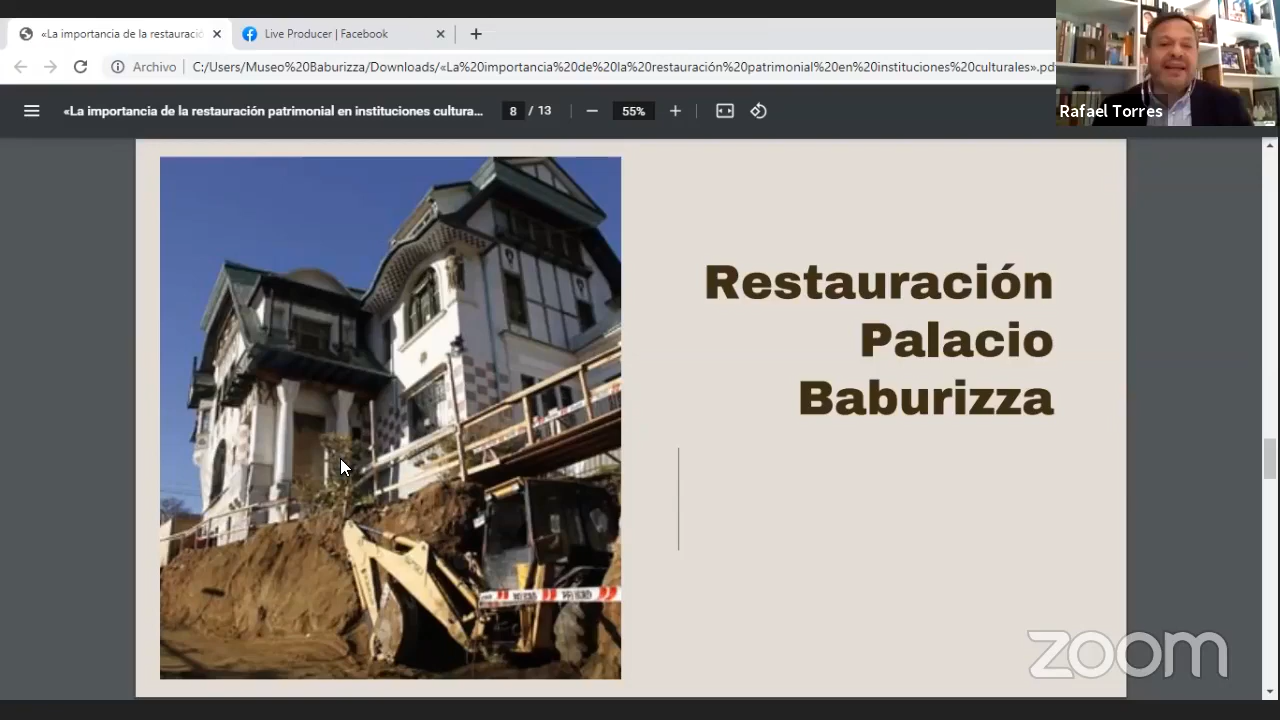 «La importancia de la restauració
Live Producer | Facebook
Archivo
C:/Users/Museo%20Baburizza/Downloads/«La%20importancia%20de%20la%20restauración%20patrimonial%20en%20instituciones%20culturales».pd
«La importancia de la restauración patrimonial en instituciones cultura...
8 / 13
55%
Rafael Torres
Restauración
Palacio
Baburizza
PELIGRO
zoom